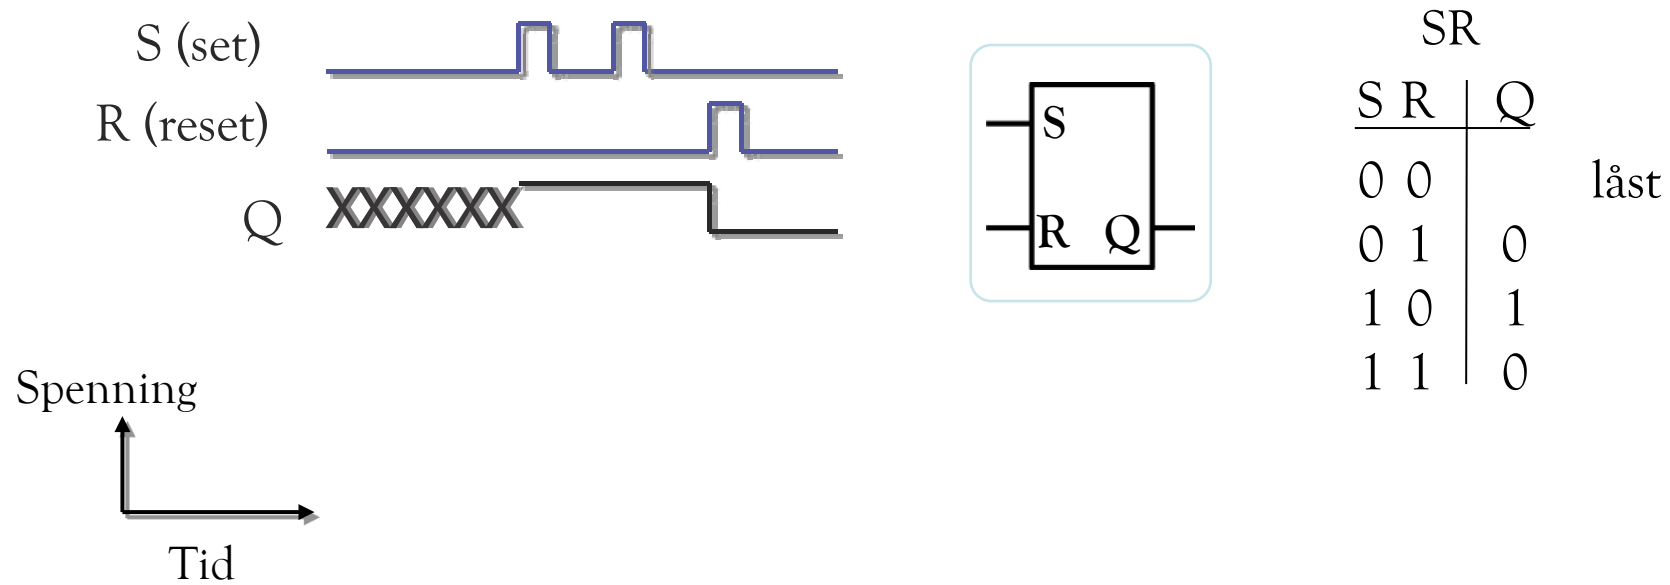 S (set)
R (reset)
Q
XXXXXX
S
R Q
SR
S R Q
0 0 låst
0 1 0
1 0 1
1 1 0
Spenning
Tid